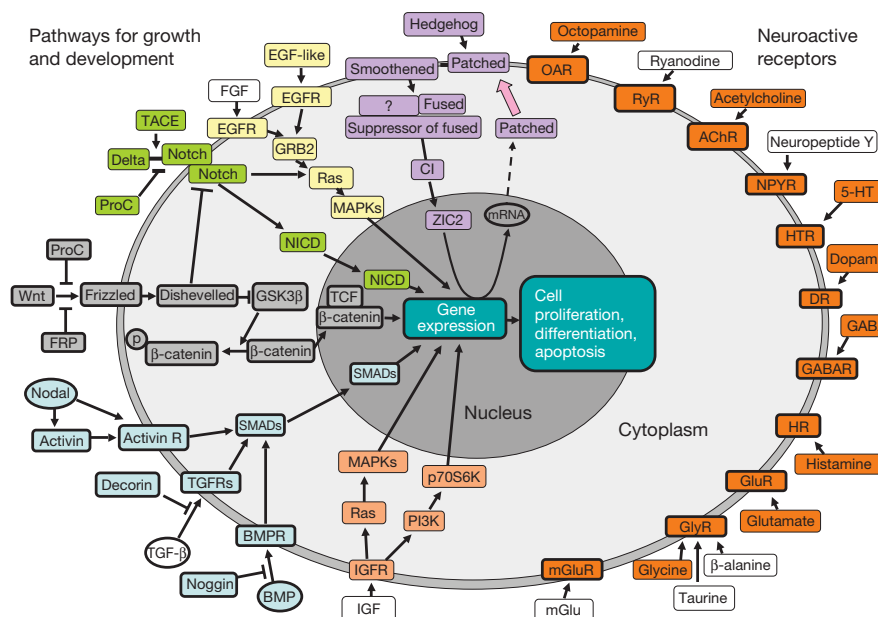 Pathways for growth
and development
Neuroactive
receptors
Hedgehog
Octopamine
EGF-like
Smoothened
Patched
OAR
Ryanodine
FGF
EGFR
?
Fused
RyR
Acetylcholine
TACE
EGFR
Suppressor of fused
Patched
AChR
Delta
Notch
GRB2
Neuropeptide Y
Notch
Ras
CI
NPYR
ProC
MAPKs
ZIC2
mRNA
5-HT
HTR
NICD
ProC
NICD
Dopam
Wnt
Frizzled
Dishevelled
GSK3β
TCF
β-catenin
Gene
expression
Cell
proliferation,
differentiation,
apoptosis
DR
FRP
p
β-catenin
β-catenin
GAB
GABAR
SMADs
Nodal
Nucleus
Activin
Activin R
SMADs
Cytoplasm
HR
MAPKs
p70S6K
Histamine
Decorin
TGFRs
GluR
Ras
PI3K
Glutamate
TGF-β
BMPR
GlyR
Noggin
BMP
IGFR
mGluR
Glycine
β-alanine
IGF
mGlu
Taurine